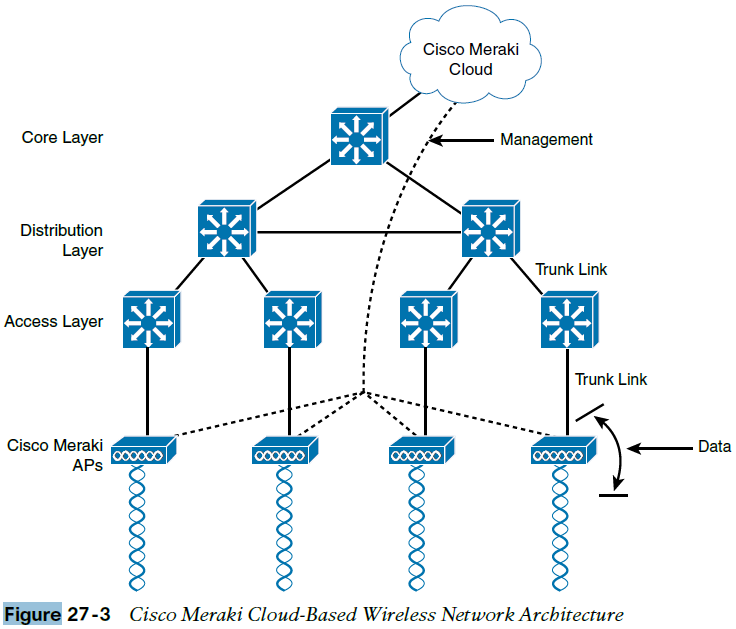 Cisco Meraki
Cloud
Core Layer
Management
Distribution
Layer
Trunk Link
Access Layer
Trunk Link
Cisco Meraki
APs
Data
Figure 27-3 Cisco Meraki Cloud-Based Wireless Network Architecture